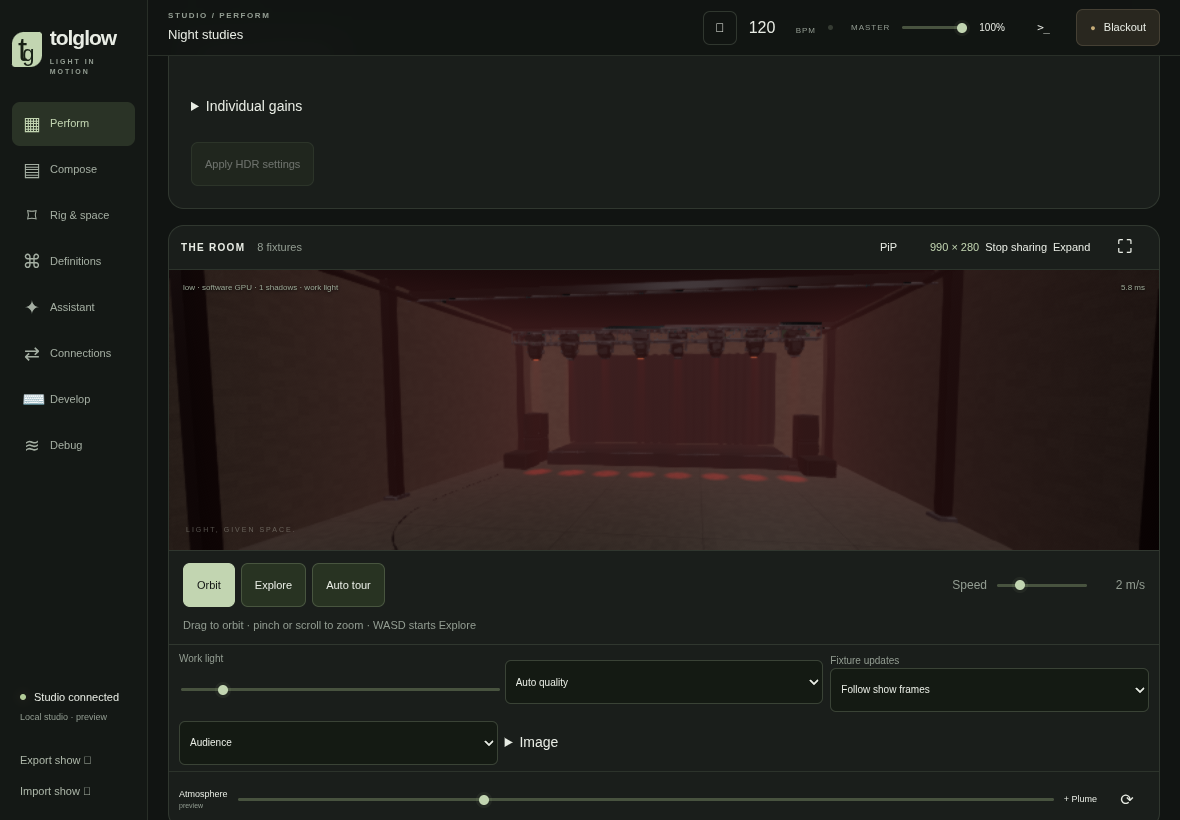 tg tolglow
LIGHT IN
MOTION
Perform
Compose
Rig & space
Definitions
Assistant
Connections
Develop
Debug
Studio connected
Local studio · preview
Export show
Import show
STUDIO / PERFORM
Night studies
120 BPM
MASTER 100%
>_
Blackout
Individual gains
Apply HDR settings
THE ROOM 8 fixtures
PiP 990 × 280 Stop sharing Expand
low · software GPU · 1 shadows · work light
5.8 ms
LIGHT, GIVEN SPACE
Orbit Explore Auto tour
Speed 2 m/s
Drag to orbit · pinch or scroll to zoom · WASD starts Explore
Work light
Auto quality
Fixture updates
Follow show frames
Audience
Image
Atmosphere
preview
+ Plume